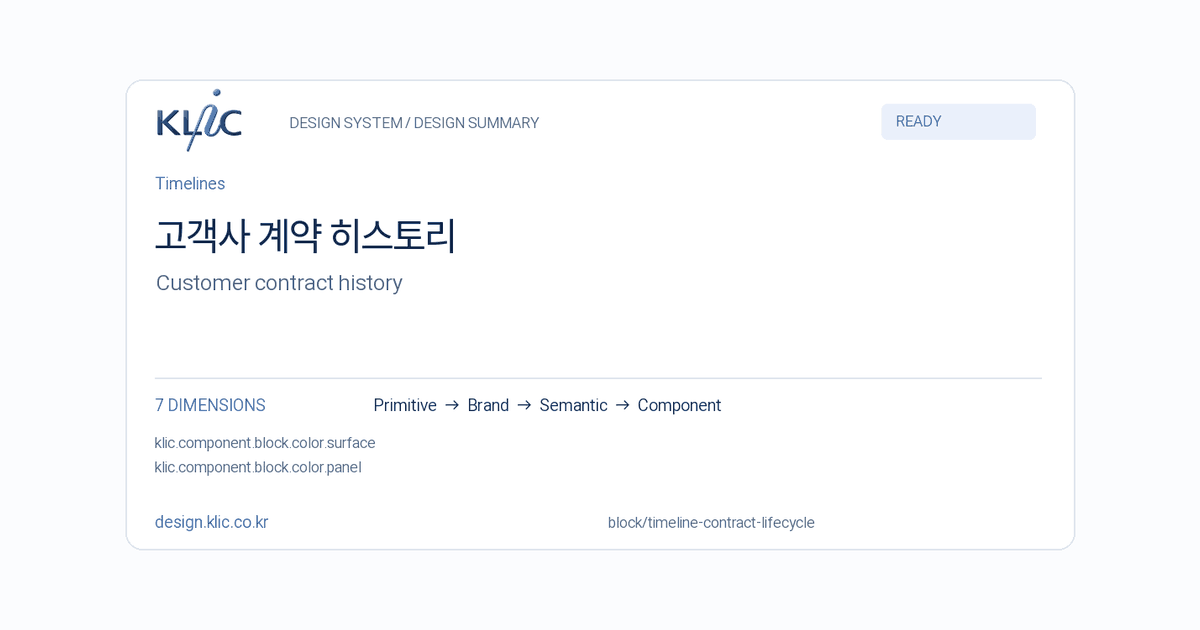 KLiC
DESIGN SYSTEM / DESIGN SUMMARY
READY
Timelines
고객사 계약 히스토리
Customer contract history
7 DIMENSIONS
Primitive → Brand → Semantic → Component
klic.component.block.color.surface
klic.component.block.color.panel
design.klic.co.kr
block/timeline-contract-lifecycle